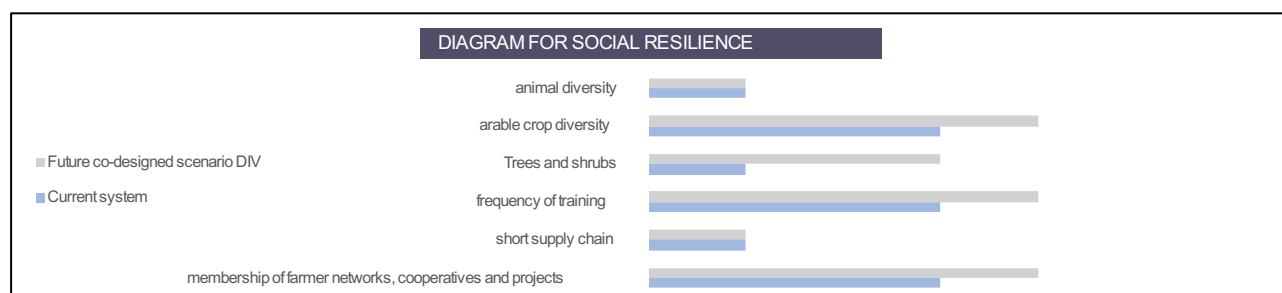 DIAGRAM FOR SOCIAL RESILIENCE
animal diversity
arable crop diversity
Trees and shrubs
frequency of training
short supply chain
membership of farmer networks, cooperatives and projects
Future co-designed scenario DIV
Current system